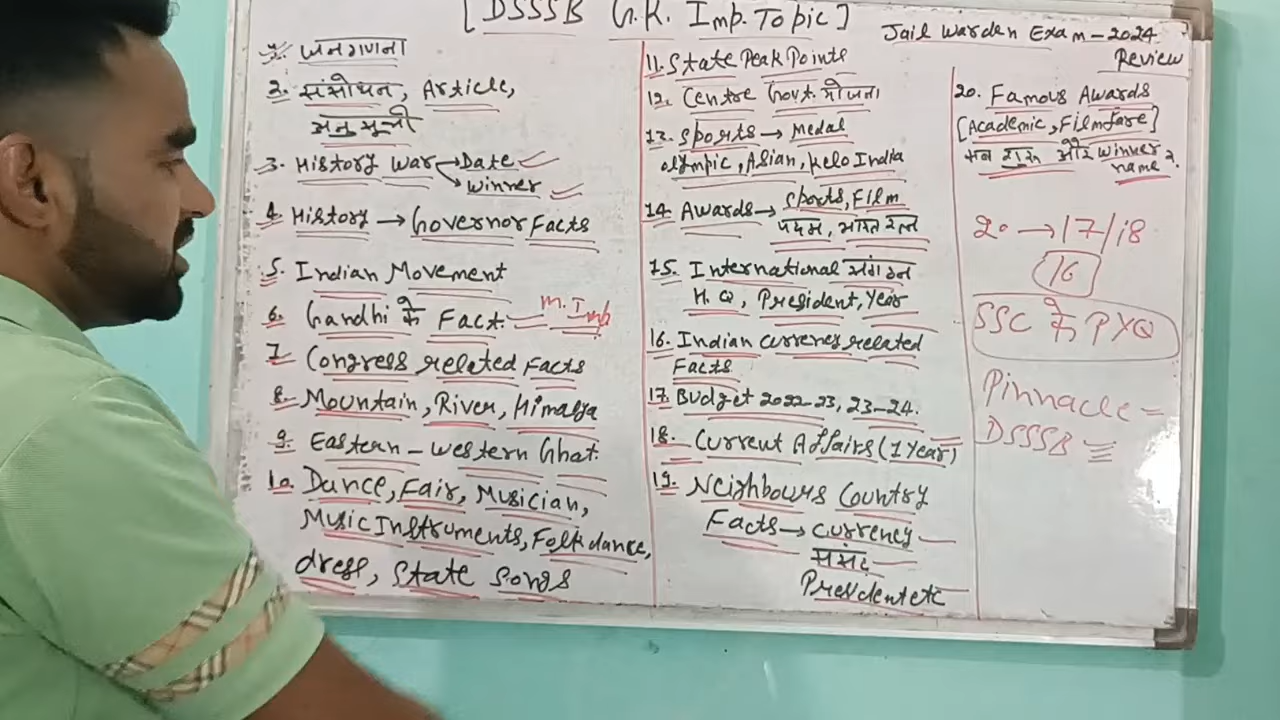 [DSSSB G.K. Imp. Topic]
Jail Warden Exam-2024
Review
1. जनगणना
2. संसोधन, Article,
अनुसूची
3. History War → Date
→ Winner
4. History → Governor Facts
5. Indian Movement
6. Gandhi के Fact. — m. Imp
7. Congress related Facts
8. Mountain, River, Himalya
9. Eastern - Western Ghat.
10. Dance, Fair, Musician,
Music Instruments, Folk dance,
dress, State Songs
11. State Peak Points
12. Centre Govt. योजना
13. Sports → Medal
Olympic, Asian, Kelo India
14. Awards → Sports, Film
पदम, भारत रत्न
15. International संगठन
H.Q, President, Year
16. Indian currency related
Facts
17. Budget 2022-23, 23-24.
18. Current Affairs (1 Year)
19. Neighbours Country
Facts → Currency
संसद
President etc
20. Famous Awards
[Academic, Filmfare]
और winner
name
20 → 17/18
16
SSC के PYQ
Pinnacle -
DSSSB